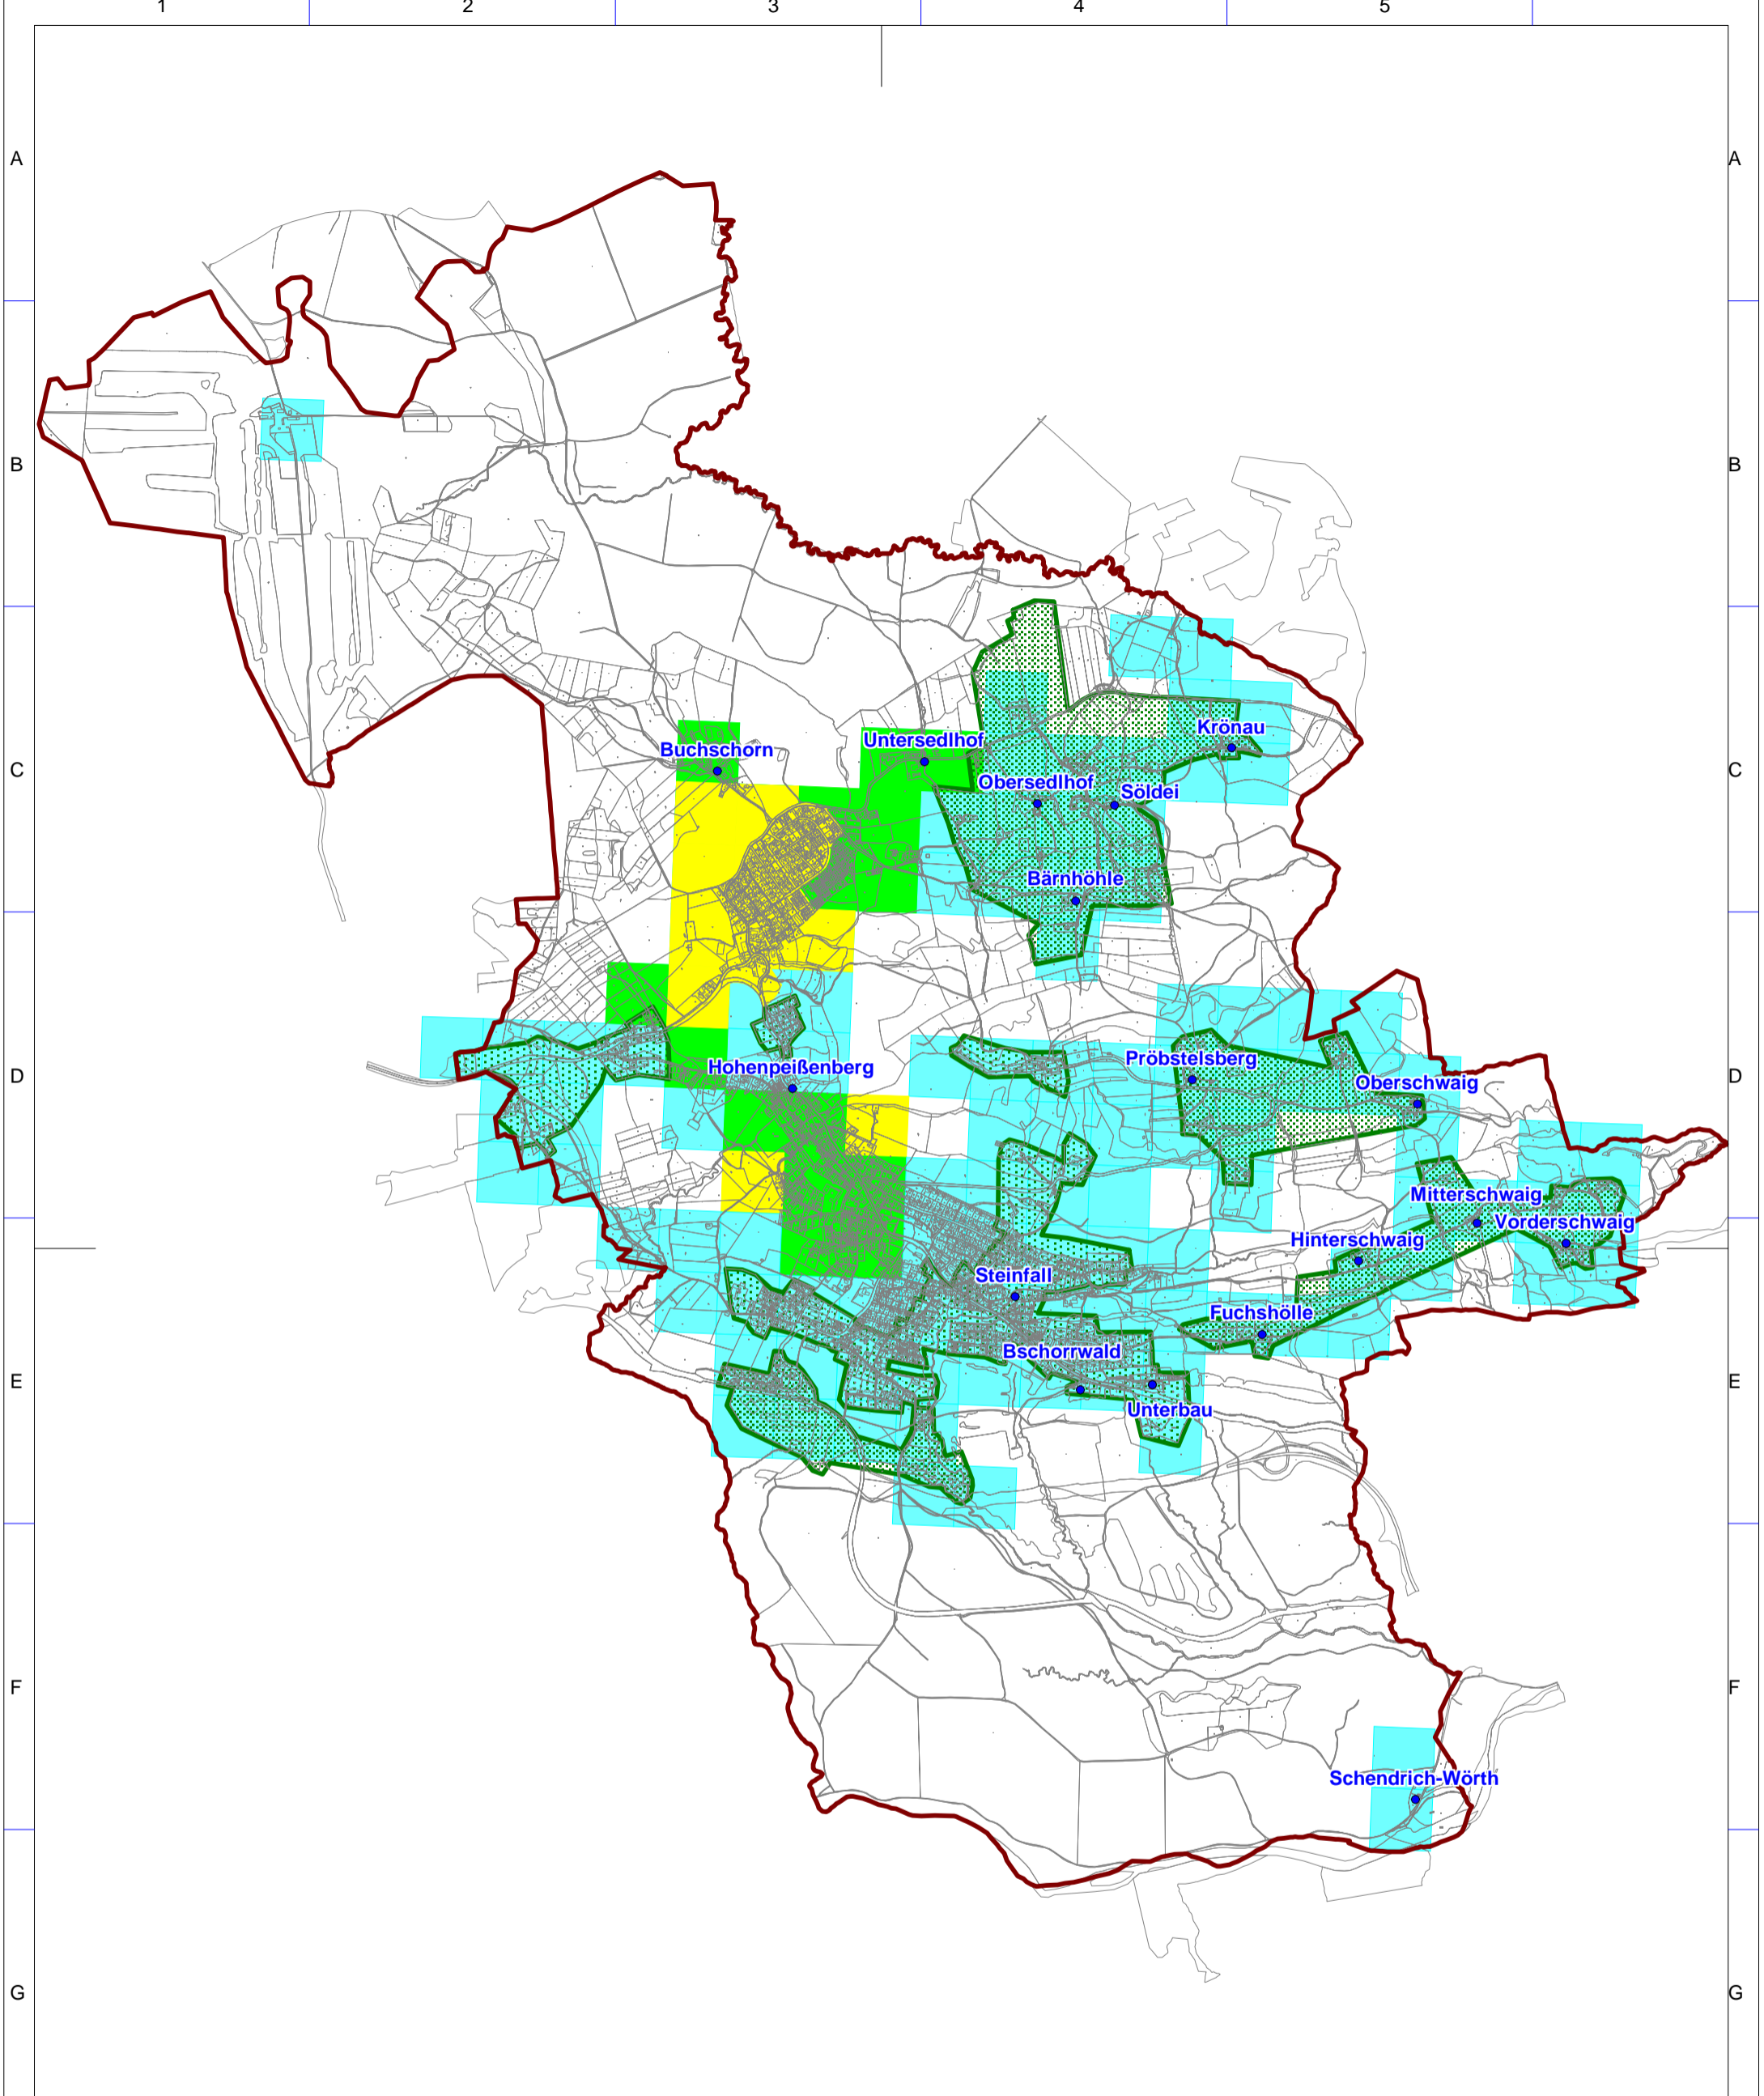 1 2 3 4 5
A A
B B
Krönau
Untersedlhof
Buchschorn
C C
Obersedlhof
Söldei
Bärnhöhle
Pröbstelsberg
Hohenpeißenberg
D D
Oberschwaig
Mitterschwaig
Vorderschwaig
Hinterschwaig
Steinfall
Fuchshölle
Bschorrwald
E E
Unterbau
F F
Schendrich-Wörth
G G